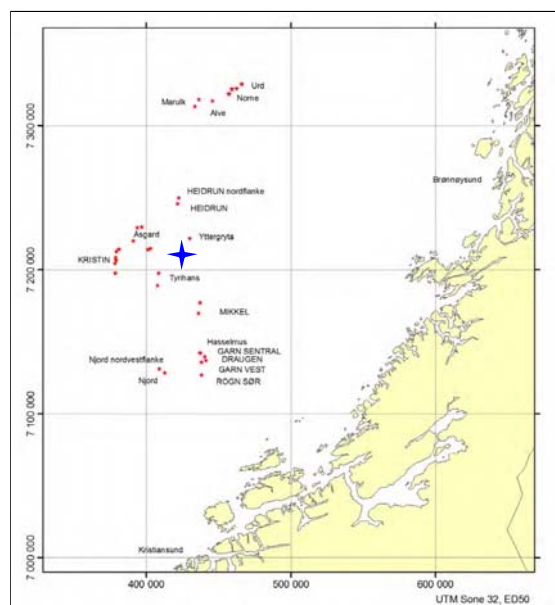 Urd
Norne
Marulk
Alve
7 300 000
Brønnøysund
HEIDRUN nordflanke
HEIDRUN
Åsgard
Yttergryta
KRISTIN
7 200 000
Tyrihans
MIKKEL
Hasselmus
GARN SENTRAL
Njord nordvestflanke
DRAUGEN
GARN VEST
Njord
ROGN SØR
7 100 000
Kristiansund
7 000 000
400 000
500 000
600 000
UTM Sone 32, ED50